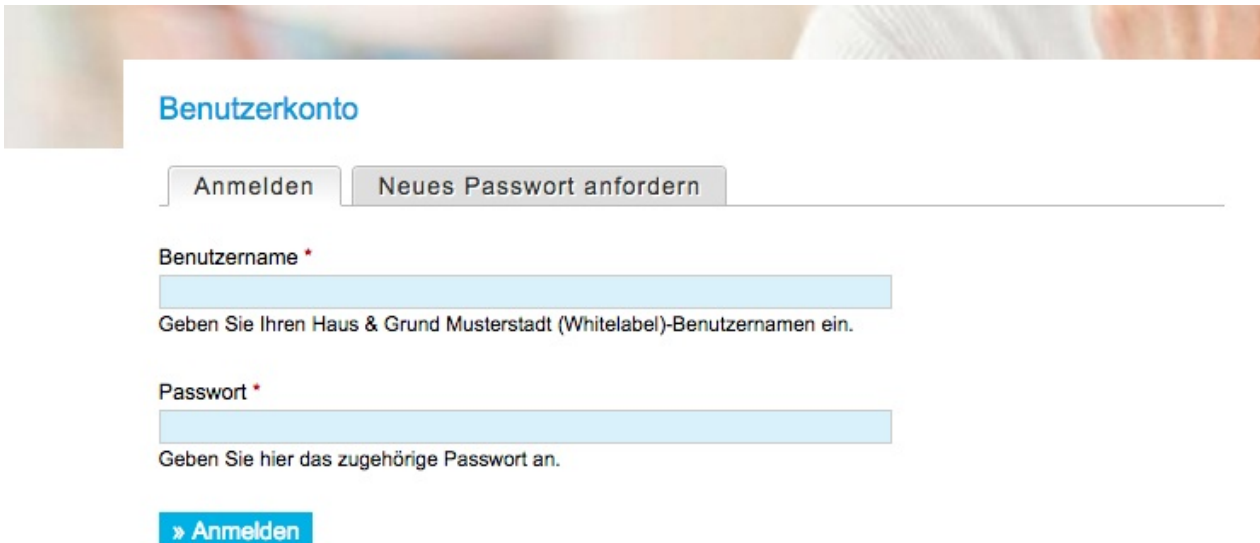 Benutzerkonto
Anmelden
Neues Passwort anfordern
Benutzername *
Geben Sie Ihren Haus & Grund Musterstadt (Whitelabel)-Benutzernamen ein.
Passwort *
Geben Sie hier das zugehörige Passwort an.
» Anmelden